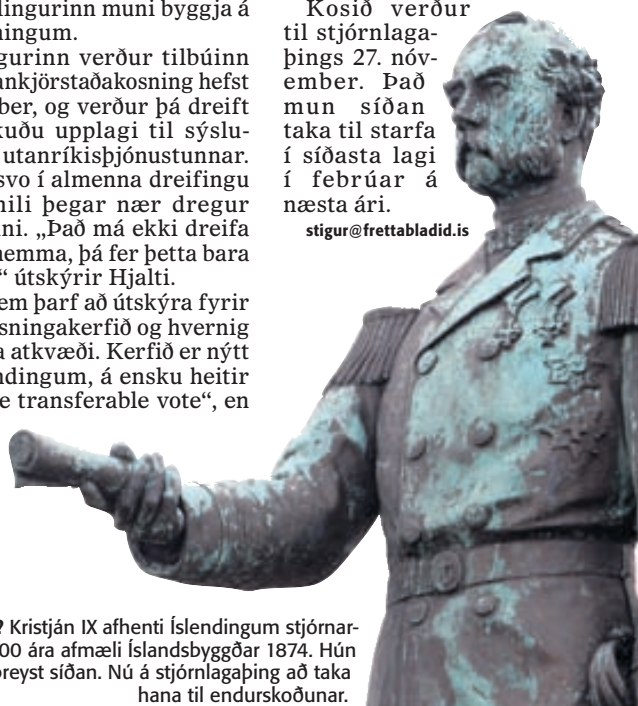 lingurinn muni byggja á
ningum.
gurinn verður tilbúinn
ankjörstaðakosning hefst
ber, og verður þá dreift
kuðu upplagi til sýslu-
utanríkisþjónustunnar.
svo í almenna dreifingu
mili þegar nær dregur
ni. „Það má ekki dreifa
nemma, þá fer þetta bara
“ útskýrir Hjalti.
em þarf að útskýra fyrir
sningakerfið og hvernig
a atkvæði. Kerfið er nýtt
ndingum, á ensku heitir
e transferable vote“, en
Kosið verður
til stjórnlaga-
þings 27. nóv-
ember. Það
mun síðan
taka til starfa
í síðasta lagi
í febrúar á
næsta ári.
stigur@frettabladid.is
? Kristján IX afhenti Íslendingum stjórnar-
00 ára afmæli Íslandsbyggðar 1874. Hún
breyst síðan. Nú á stjórnlagaþing að taka
hana til endurskoðunar.